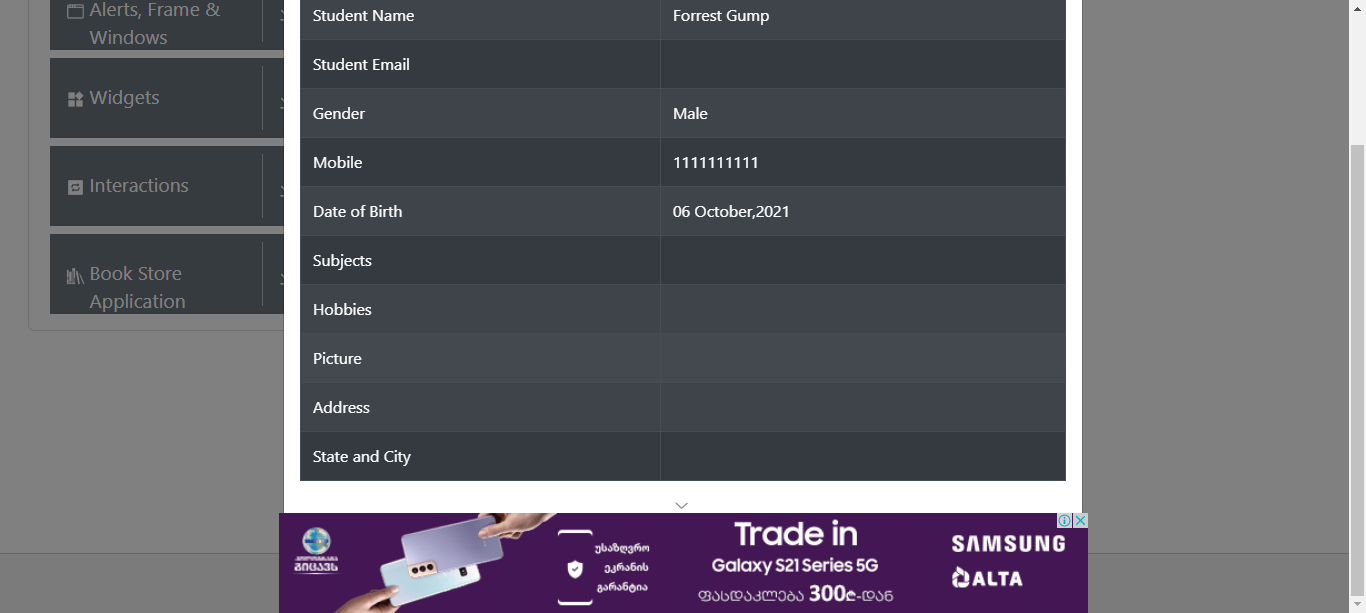 Alerts, Frame &
Windows
Widgets
Interactions
Book Store
Application
Student Name Forrest Gump
Student Email
Gender Male
Mobile 1111111111
Date of Birth 06 October,2021
Subjects
Hobbies
Picture
Address
State and City
უსაზღვრო
ეკრანის
გარანტია
Trade in
Galaxy S21 Series 5G
ფასდაკლება 300₾-დან
SAMSUNG
ALTA